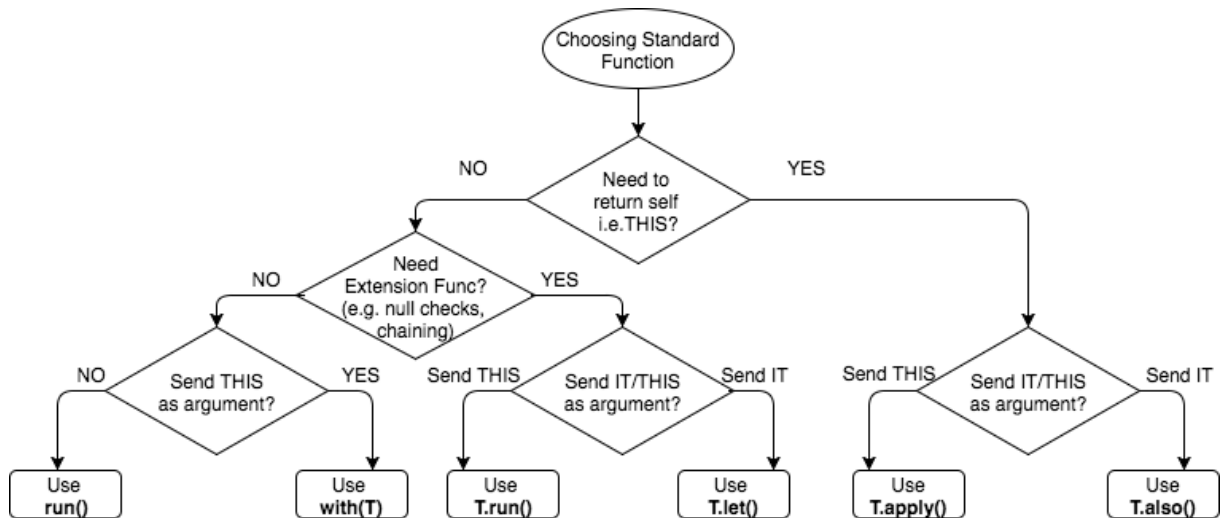 Choosing Standard
Function
NO
YES
Need to
return self
i.e.THIS?
NO
Need
Extension Func?
(e.g. null checks,
chaining)
YES
NO
Send THIS
as argument?
YES
Send THIS
Send IT/THIS
as argument?
Send IT
Send THIS
Send IT/THIS
as argument?
Send IT
Use
run()
Use
with(T)
Use
T.run()
Use
T.let()
Use
T.apply()
Use
T.also()